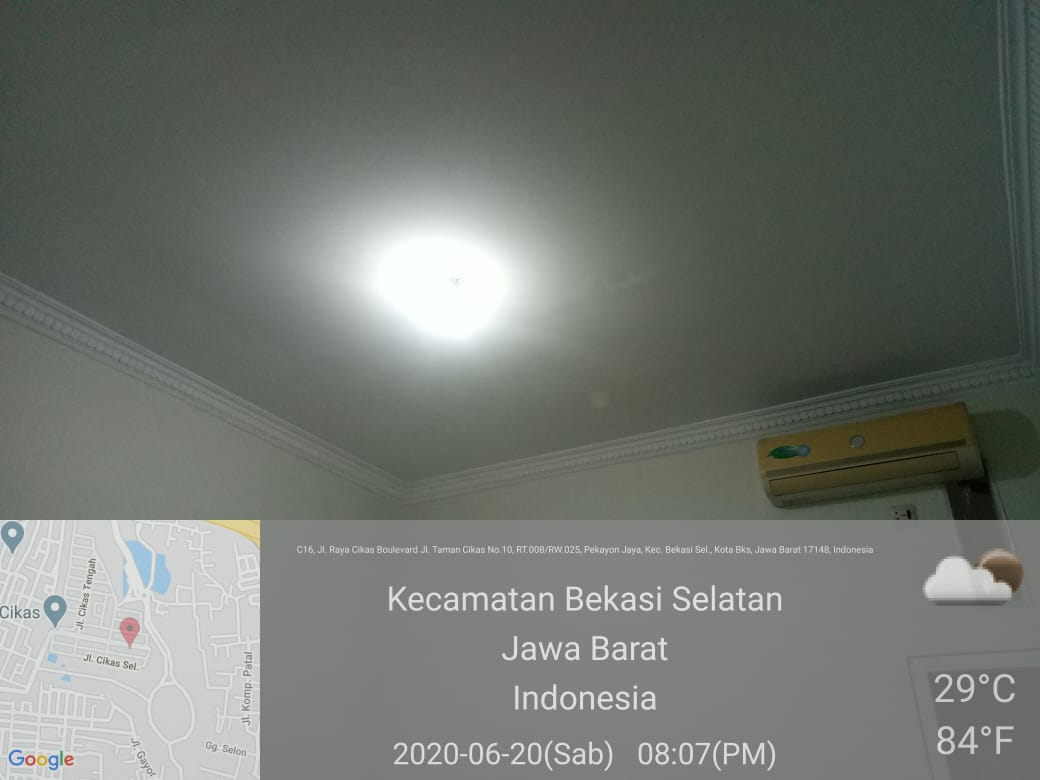 C16, Jl. Raya Cikas Boulevard Jl. Taman Cikas No.10, RT.008/RW.025, Pekayon Jaya, Kec. Bekasi Sel., Kota Bks, Jawa Barat 17148, Indonesia
Kecamatan Bekasi Selatan
Jawa Barat
Indonesia
2020-06-20(Sab) 08:07(PM)
29°C
84°F
Cikas
Jl. Cikas Tengah
Jl. Cikas Sel.
Jl. Komp. Patal
Gg. Selon
Jl. Gayor
Google